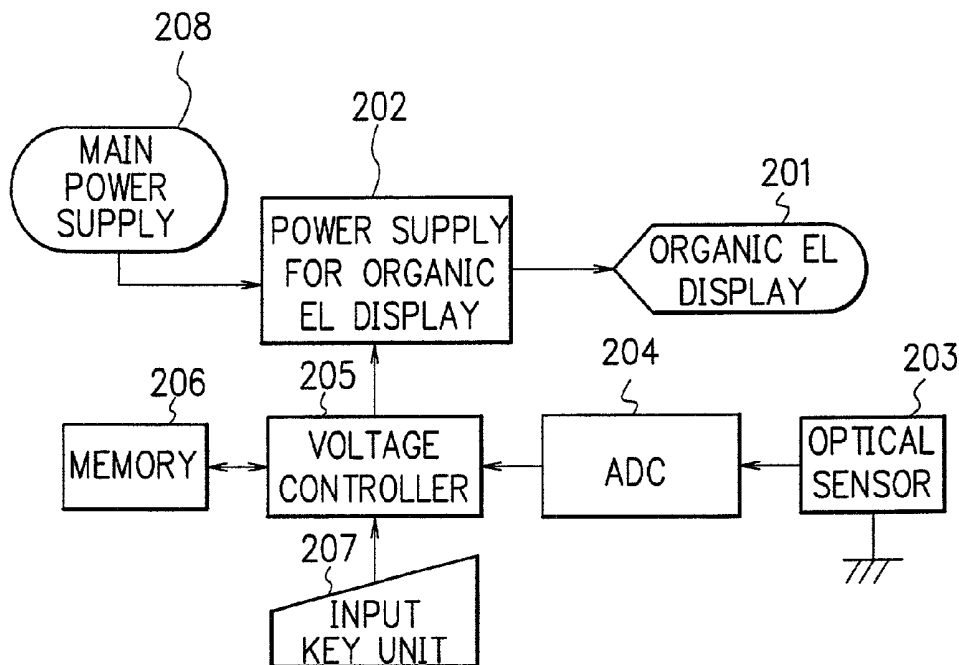 208
MAIN
POWER
SUPPLY
202
POWER SUPPLY
FOR ORGANIC
EL DISPLAY
201
ORGANIC EL
DISPLAY
206
MEMORY
205
VOLTAGE
CONTROLLER
204
ADC
203
OPTICAL
SENSOR
207
INPUT
KEY UNIT